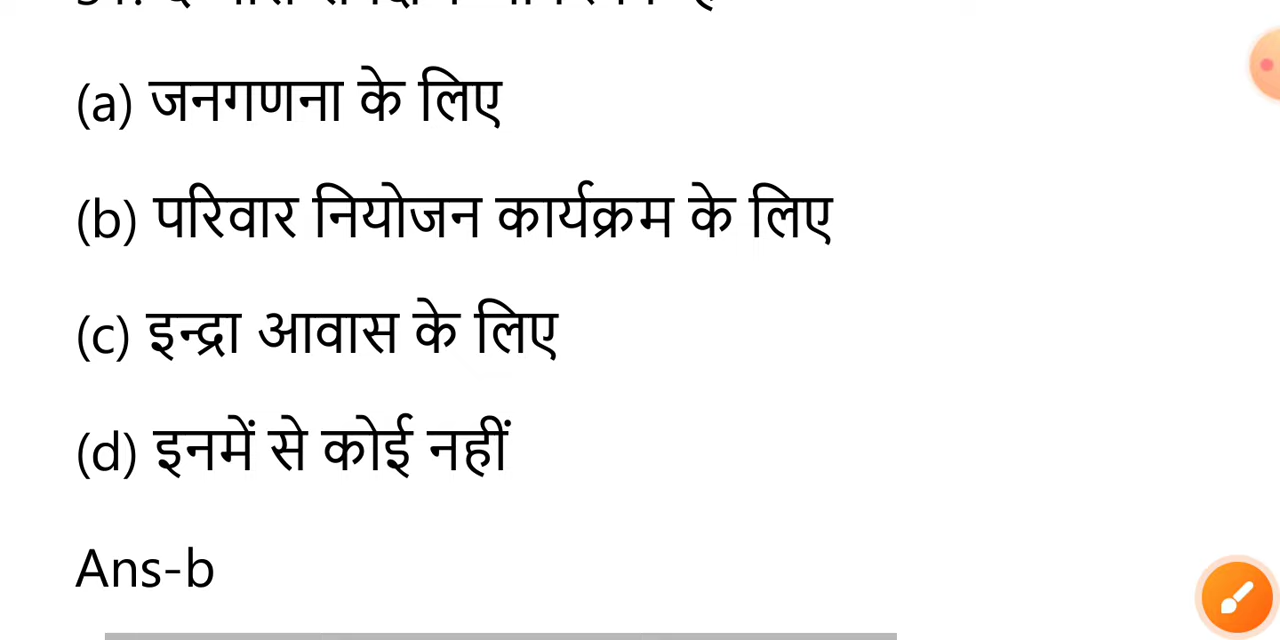 (a) जनगणना के लिए
(b) परिवार नियोजन कार्यक्रम के लिए
(c) इन्द्रा आवास के लिए
(d) इनमें से कोई नहीं
Ans-b